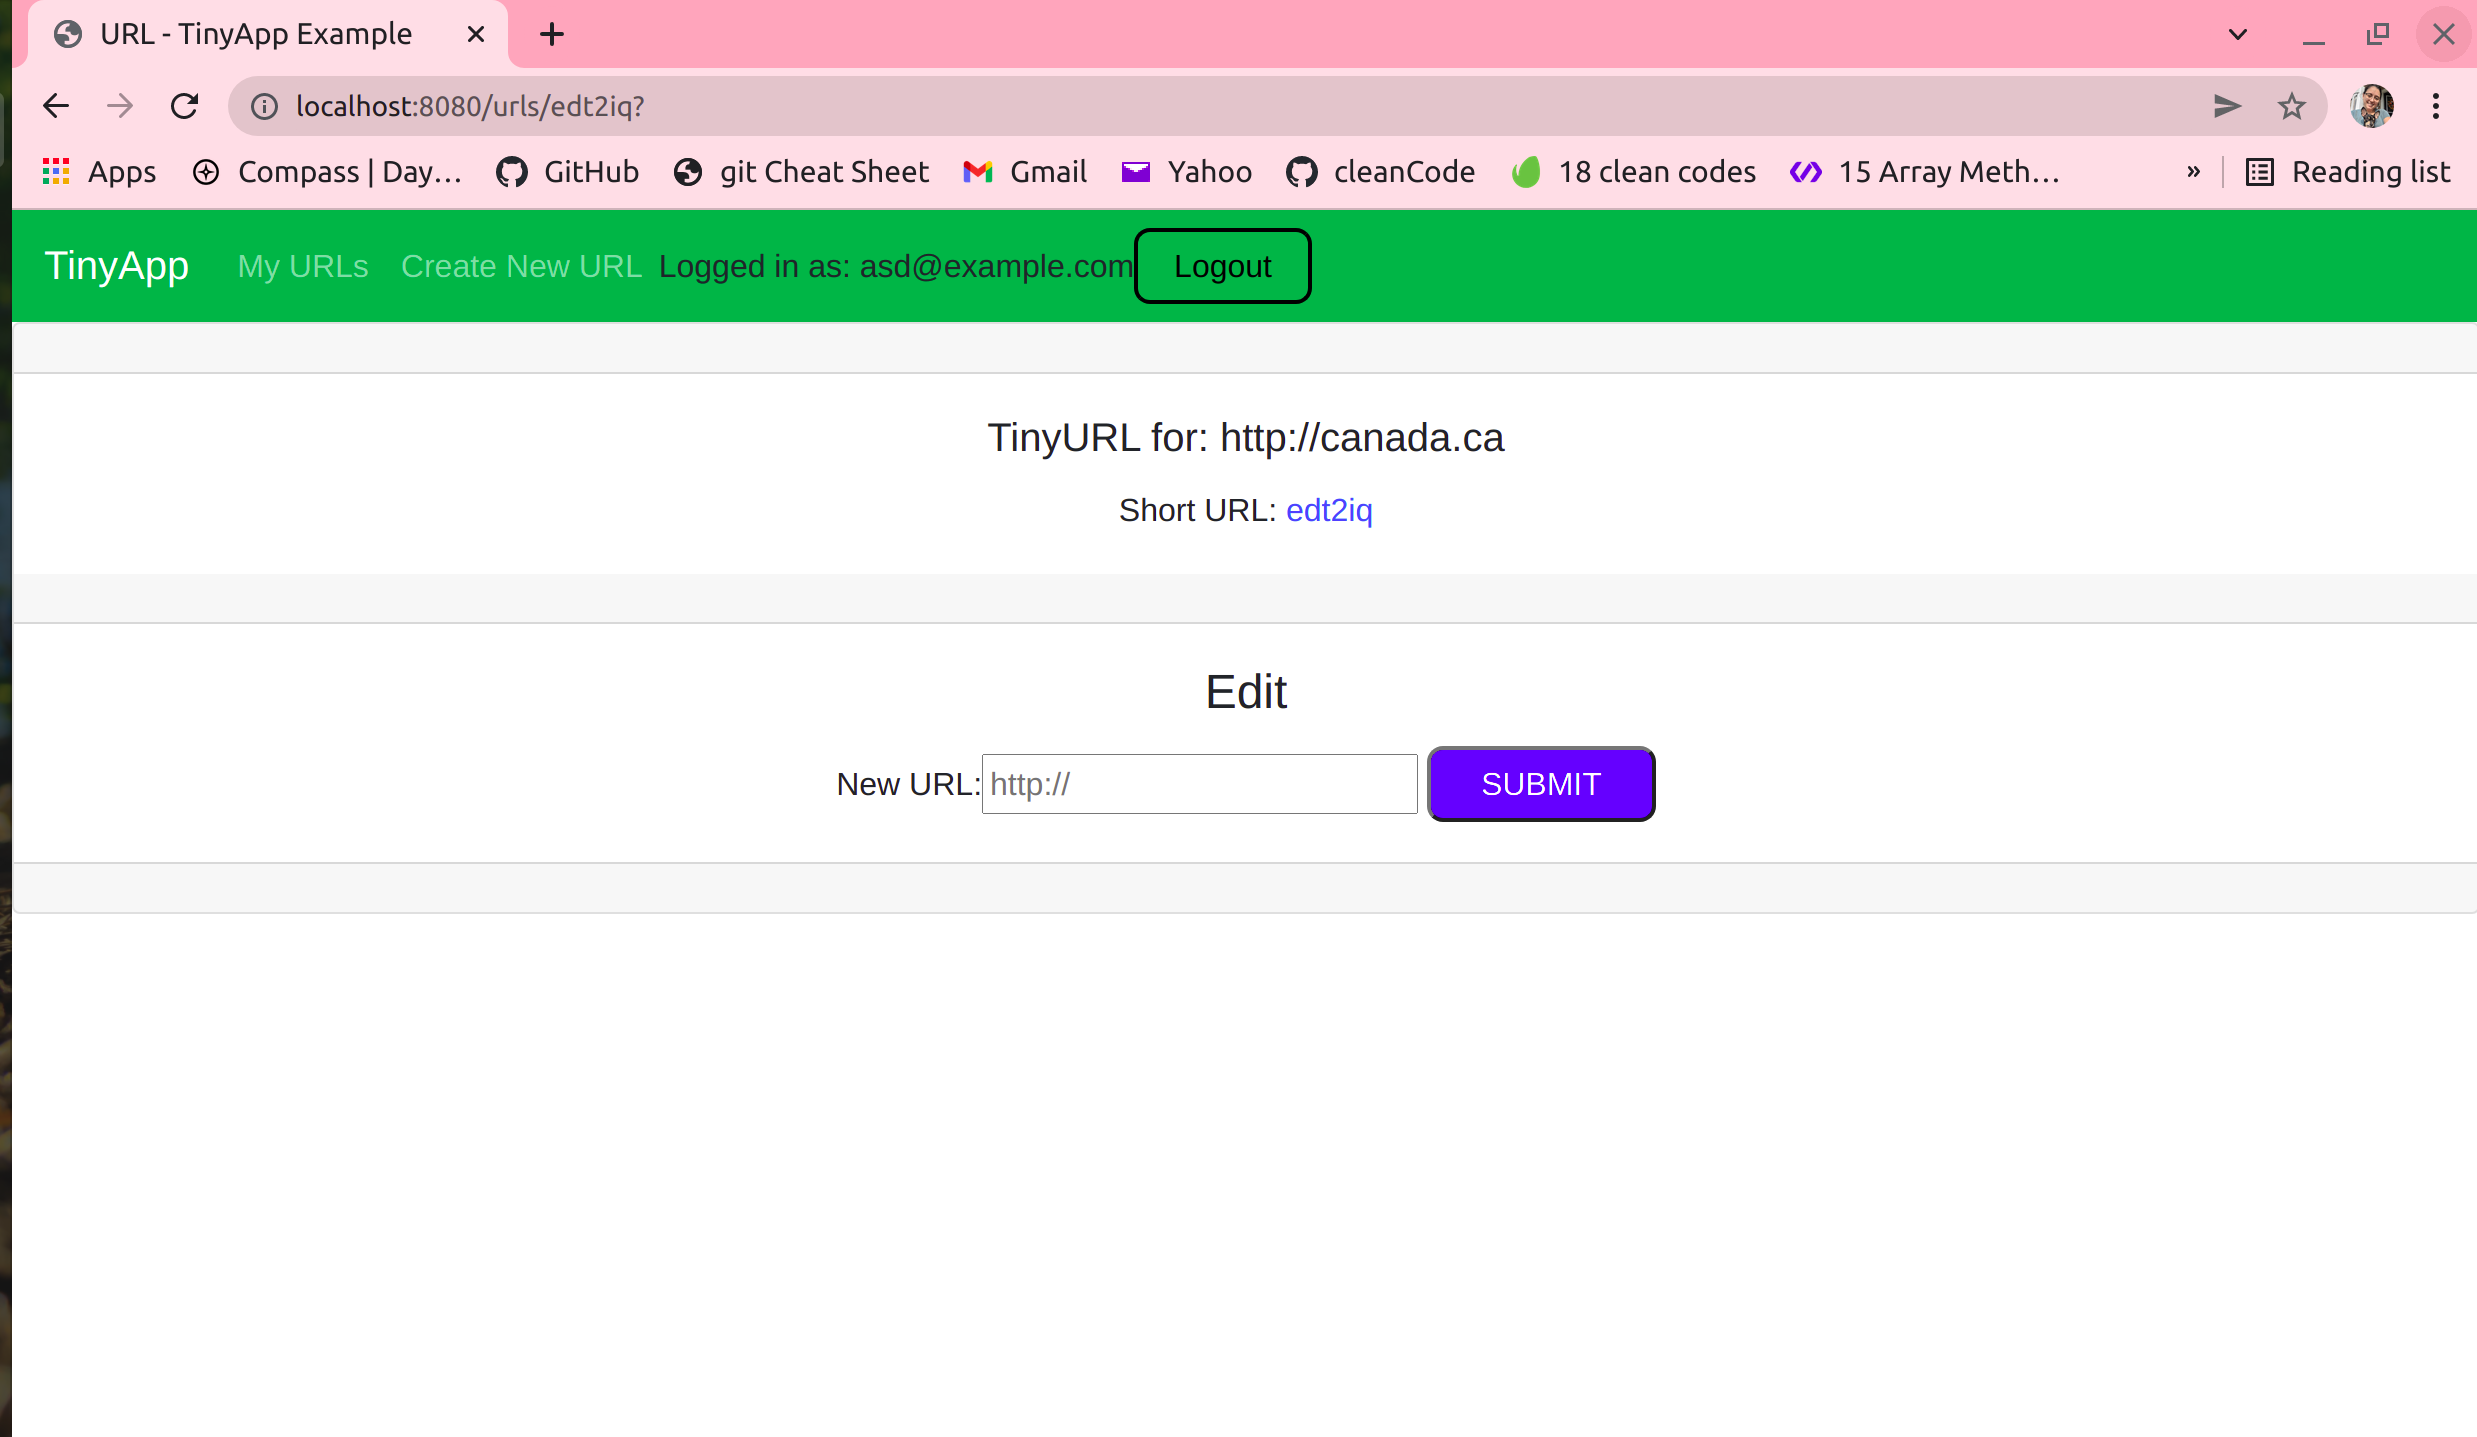 URL - TinyApp Example
localhost:8080/urls/edt2iq?
Apps Compass | Day... GitHub git Cheat Sheet Gmail Yahoo cleanCode 18 clean codes 15 Array Meth... » Reading list
TinyApp My URLs Create New URL Logged in as: asd@example.com Logout
TinyURL for: http://canada.ca
Short URL: edt2iq
Edit
New URL: http:// SUBMIT